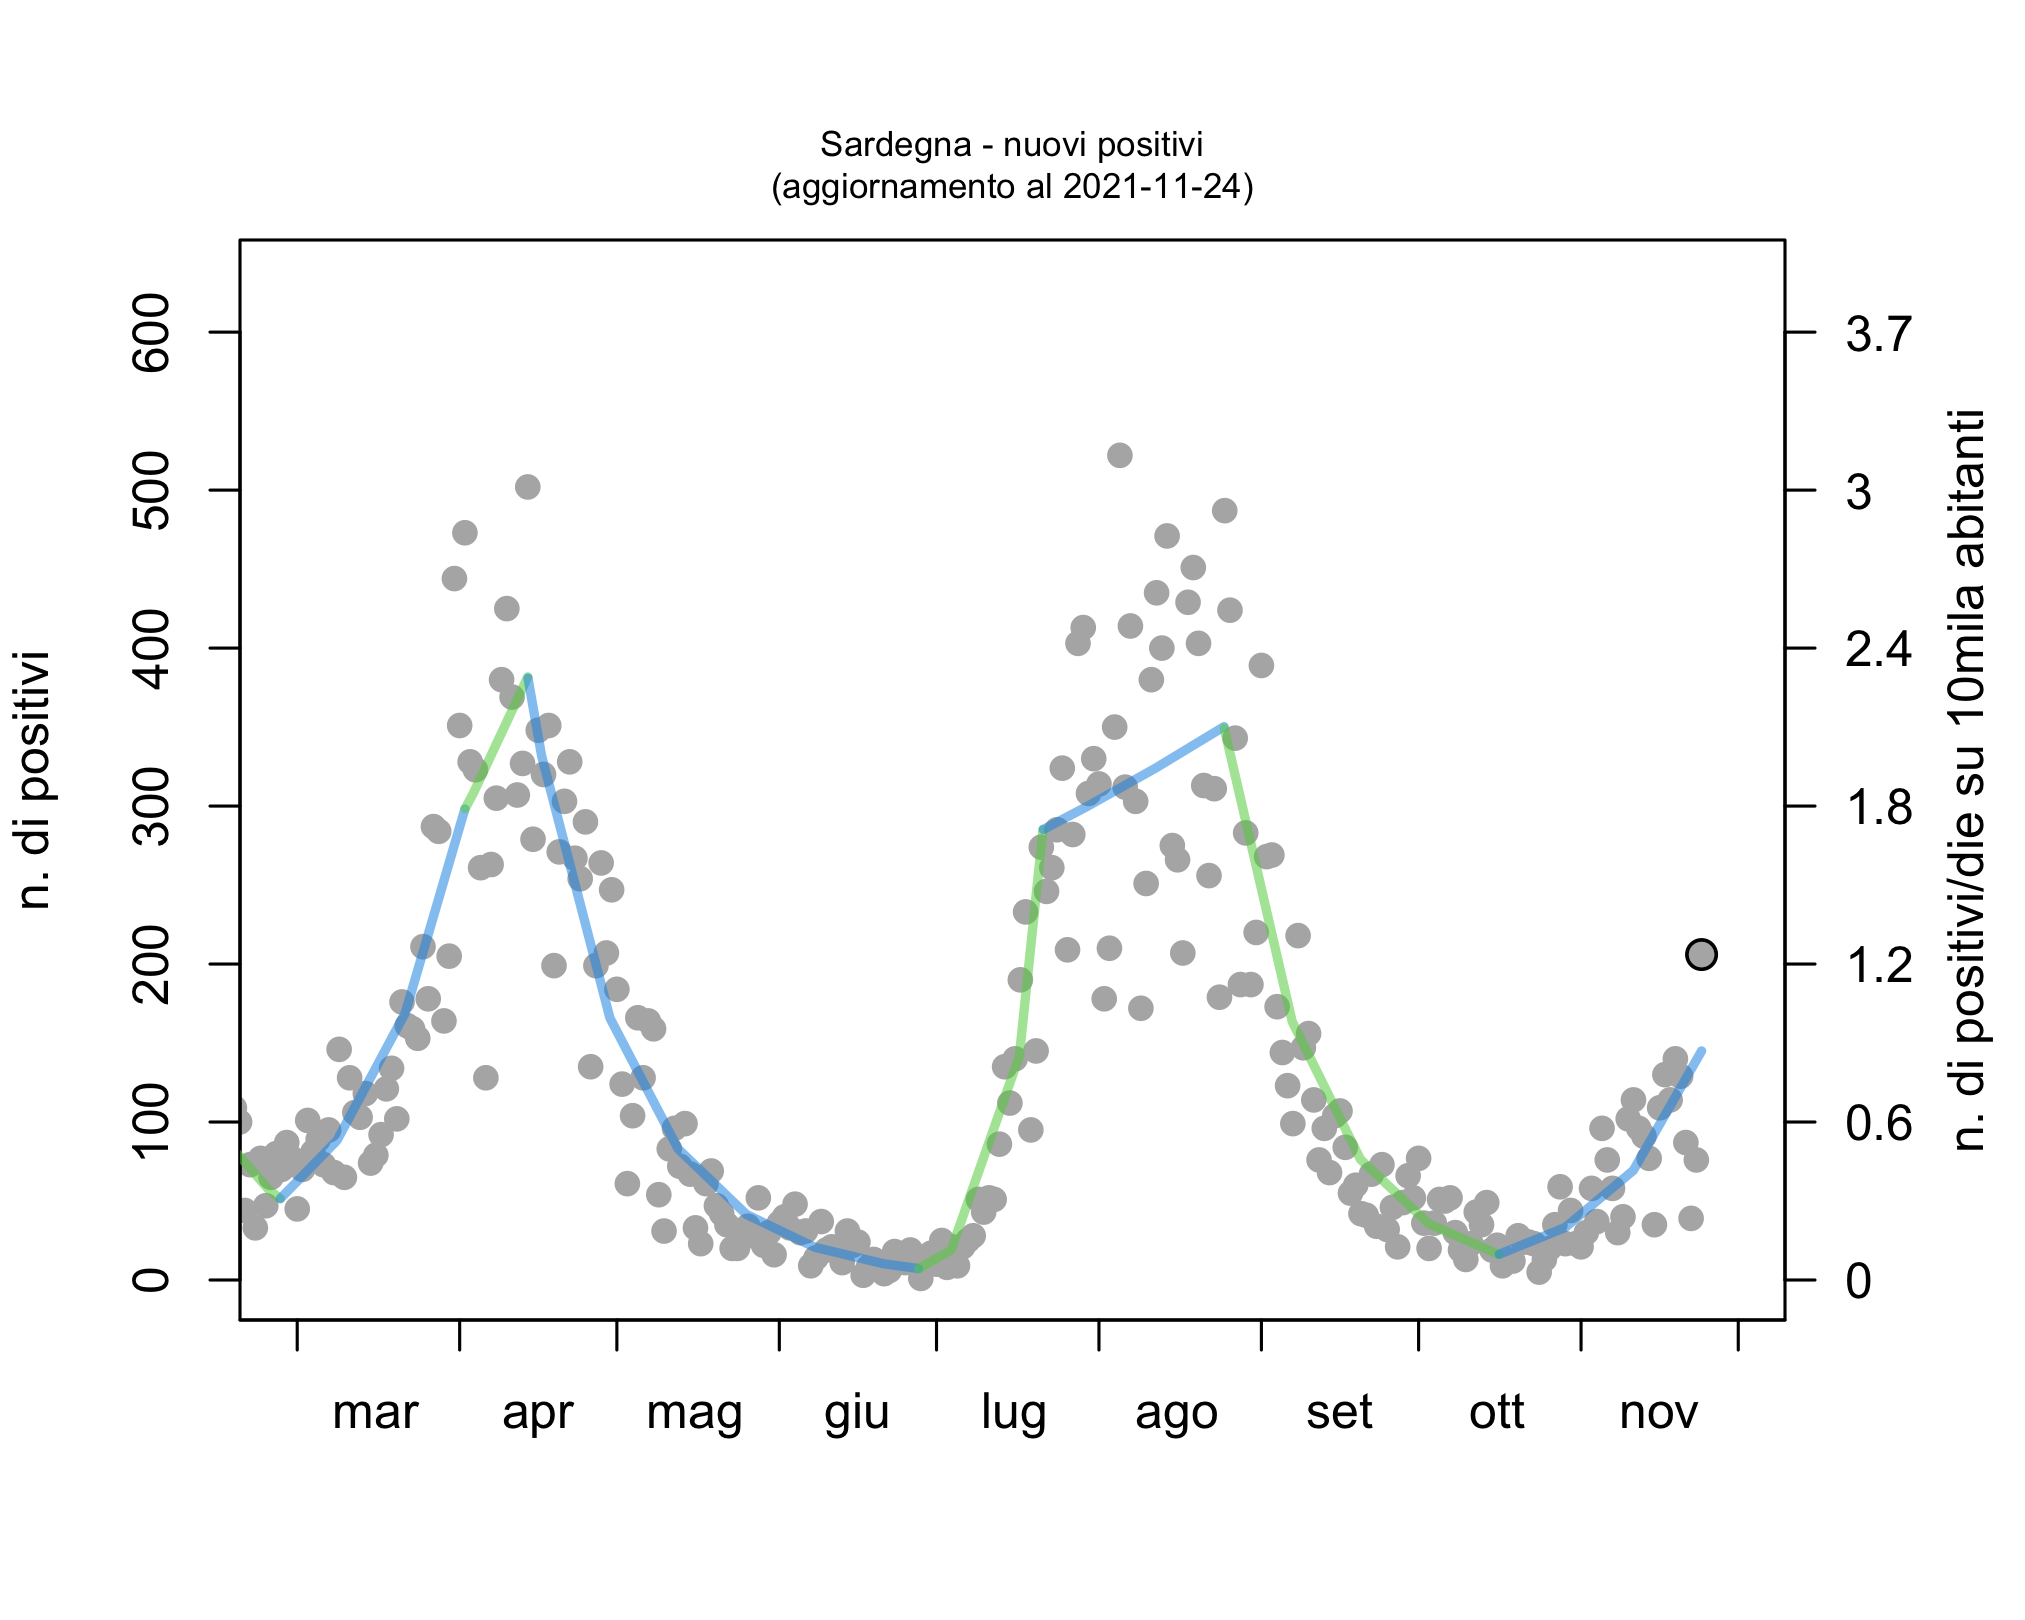 Sardegna - nuovi positivi
(aggiornamento al 2021-11-24)
n. di positivi
600
500
400
300
200
100
0
3.7
3
2.4
1.8
1.2
0.6
0
n. di positivi/die su 10mila abitanti
mar apr mag giu lug ago set ott nov